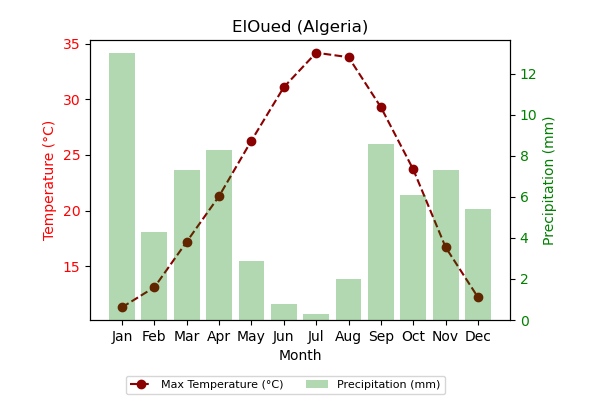 ElOued (Algeria)
35
30
25
20
15
Temperature (°C)
12
10
8
6
4
2
0
Precipitation (mm)
Jan Feb Mar Apr May Jun Jul Aug Sep Oct Nov Dec
Month
Max Temperature (°C) Precipitation (mm)